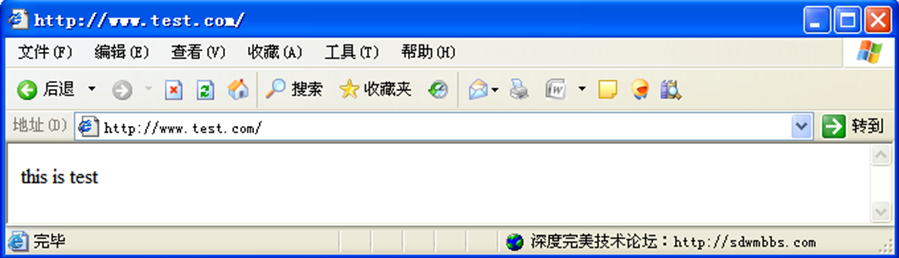 http://www.test.com/
文件(F) 编辑(E) 查看(V) 收藏(A) 工具(T) 帮助(H)
后退 搜索 收藏夹
地址(D) http://www.test.com/ 转到
this is test
完毕 深度完美技术论坛：http://sdwmbbs.com